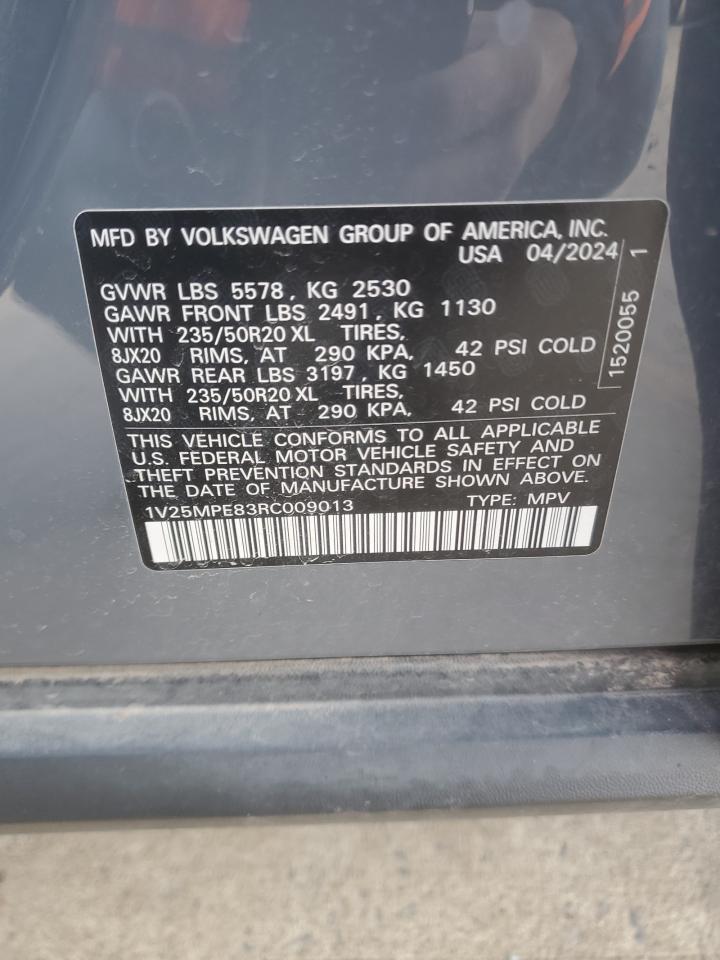 MFD BY VOLKSWAGEN GROUP OF AMERICA, INC.
USA 04/2024
GVWR LBS 5578, KG 2530
GAWR FRONT LBS 2491, KG 1130
WITH 235/50R20 XL TIRES,
8JX20 RIMS, AT 290 KPA, 42 PSI COLD
GAWR REAR LBS 3197, KG 1450
WITH 235/50R20 XL TIRES,
8JX20 RIMS, AT 290 KPA, 42 PSI COLD
THIS VEHICLE CONFORMS TO ALL APPLICABLE
U.S. FEDERAL MOTOR VEHICLE SAFETY AND
THEFT PREVENTION STANDARDS IN EFFECT ON
THE DATE OF MANUFACTURE SHOWN ABOVE.
1V25MPE83RC009013 TYPE: MPV
1520055 1